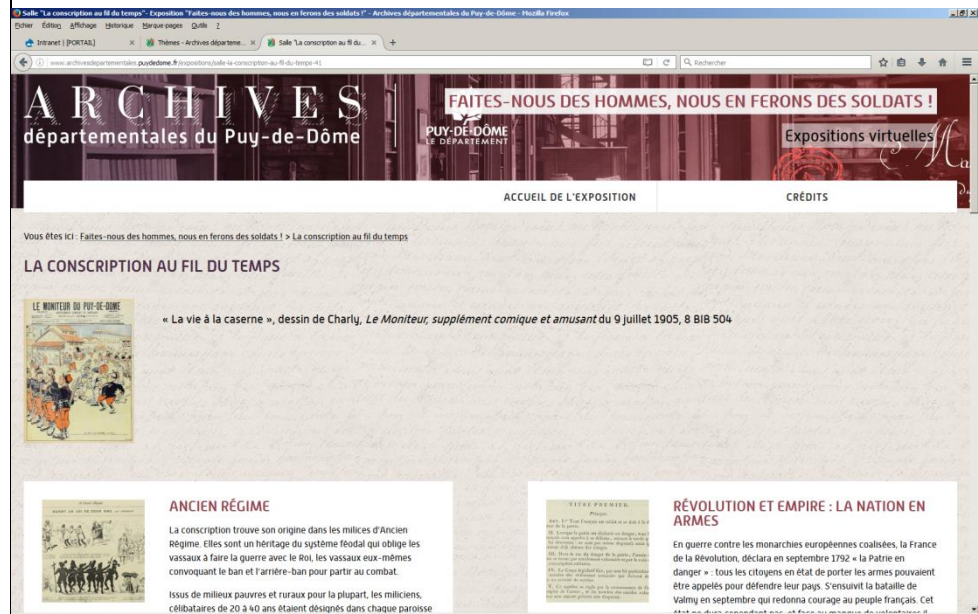 Salle "La conscription au fil du temps"- Exposition "Faites-nous des hommes, nous en ferons des soldats !" - Archives départementales du Puy-de-Dôme - Mozilla Firefox
Fichier Édition Affichage Historique Marque-pages Outils ?
Intranet | [PORTAIL] × Thèmes - Archives départeme... × Salle "La conscription au fil du... × +
www.archivesdepartementales.puydedome.fr/expositions/salle-la-conscription-au-fil-du-temps-41
Rechercher
ARCHIVES
départementales du Puy-de-Dôme
PUY-DE-DÔME
LE DÉPARTEMENT
FAITES-NOUS DES HOMMES, NOUS EN FERONS DES SOLDATS !
Expositions virtuelles
ACCUEIL DE L'EXPOSITION
CRÉDITS
Vous êtes ici : Faites-nous des hommes, nous en ferons des soldats ! > La conscription au fil du temps
LA CONSCRIPTION AU FIL DU TEMPS
LE MONITEUR DU PUY-DE-DOME
« La vie à la caserne », dessin de Charly, Le Moniteur, supplément comique et amusant du 9 juillet 1905, 8 BIB 504
ANCIEN RÉGIME
La conscription trouve son origine dans les milices d'Ancien
Régime. Elles sont un héritage du système féodal qui oblige les
vassaux à faire la guerre avec le Roi, les vassaux eux-mêmes
convoquant le ban et l'arrière-ban pour partir au combat.
Issus de milieux pauvres et ruraux pour la plupart, les miliciens,
célibataires de 20 à 40 ans étaient désignés dans chaque paroisse
TITRE PREMIER.
RÉVOLUTION ET EMPIRE : LA NATION EN
ARMES
En guerre contre les monarchies européennes coalisées, la France
de la Révolution, déclara en septembre 1792 « la Patrie en
danger » : tous les citoyens en état de porter les armes pouvaient
être appelés pour défendre leur pays. S'ensuivit la bataille de
Valmy en septembre qui redonna courage au peuple français. Cet
état ne dura cependant pas, et face au manque de volontaires il